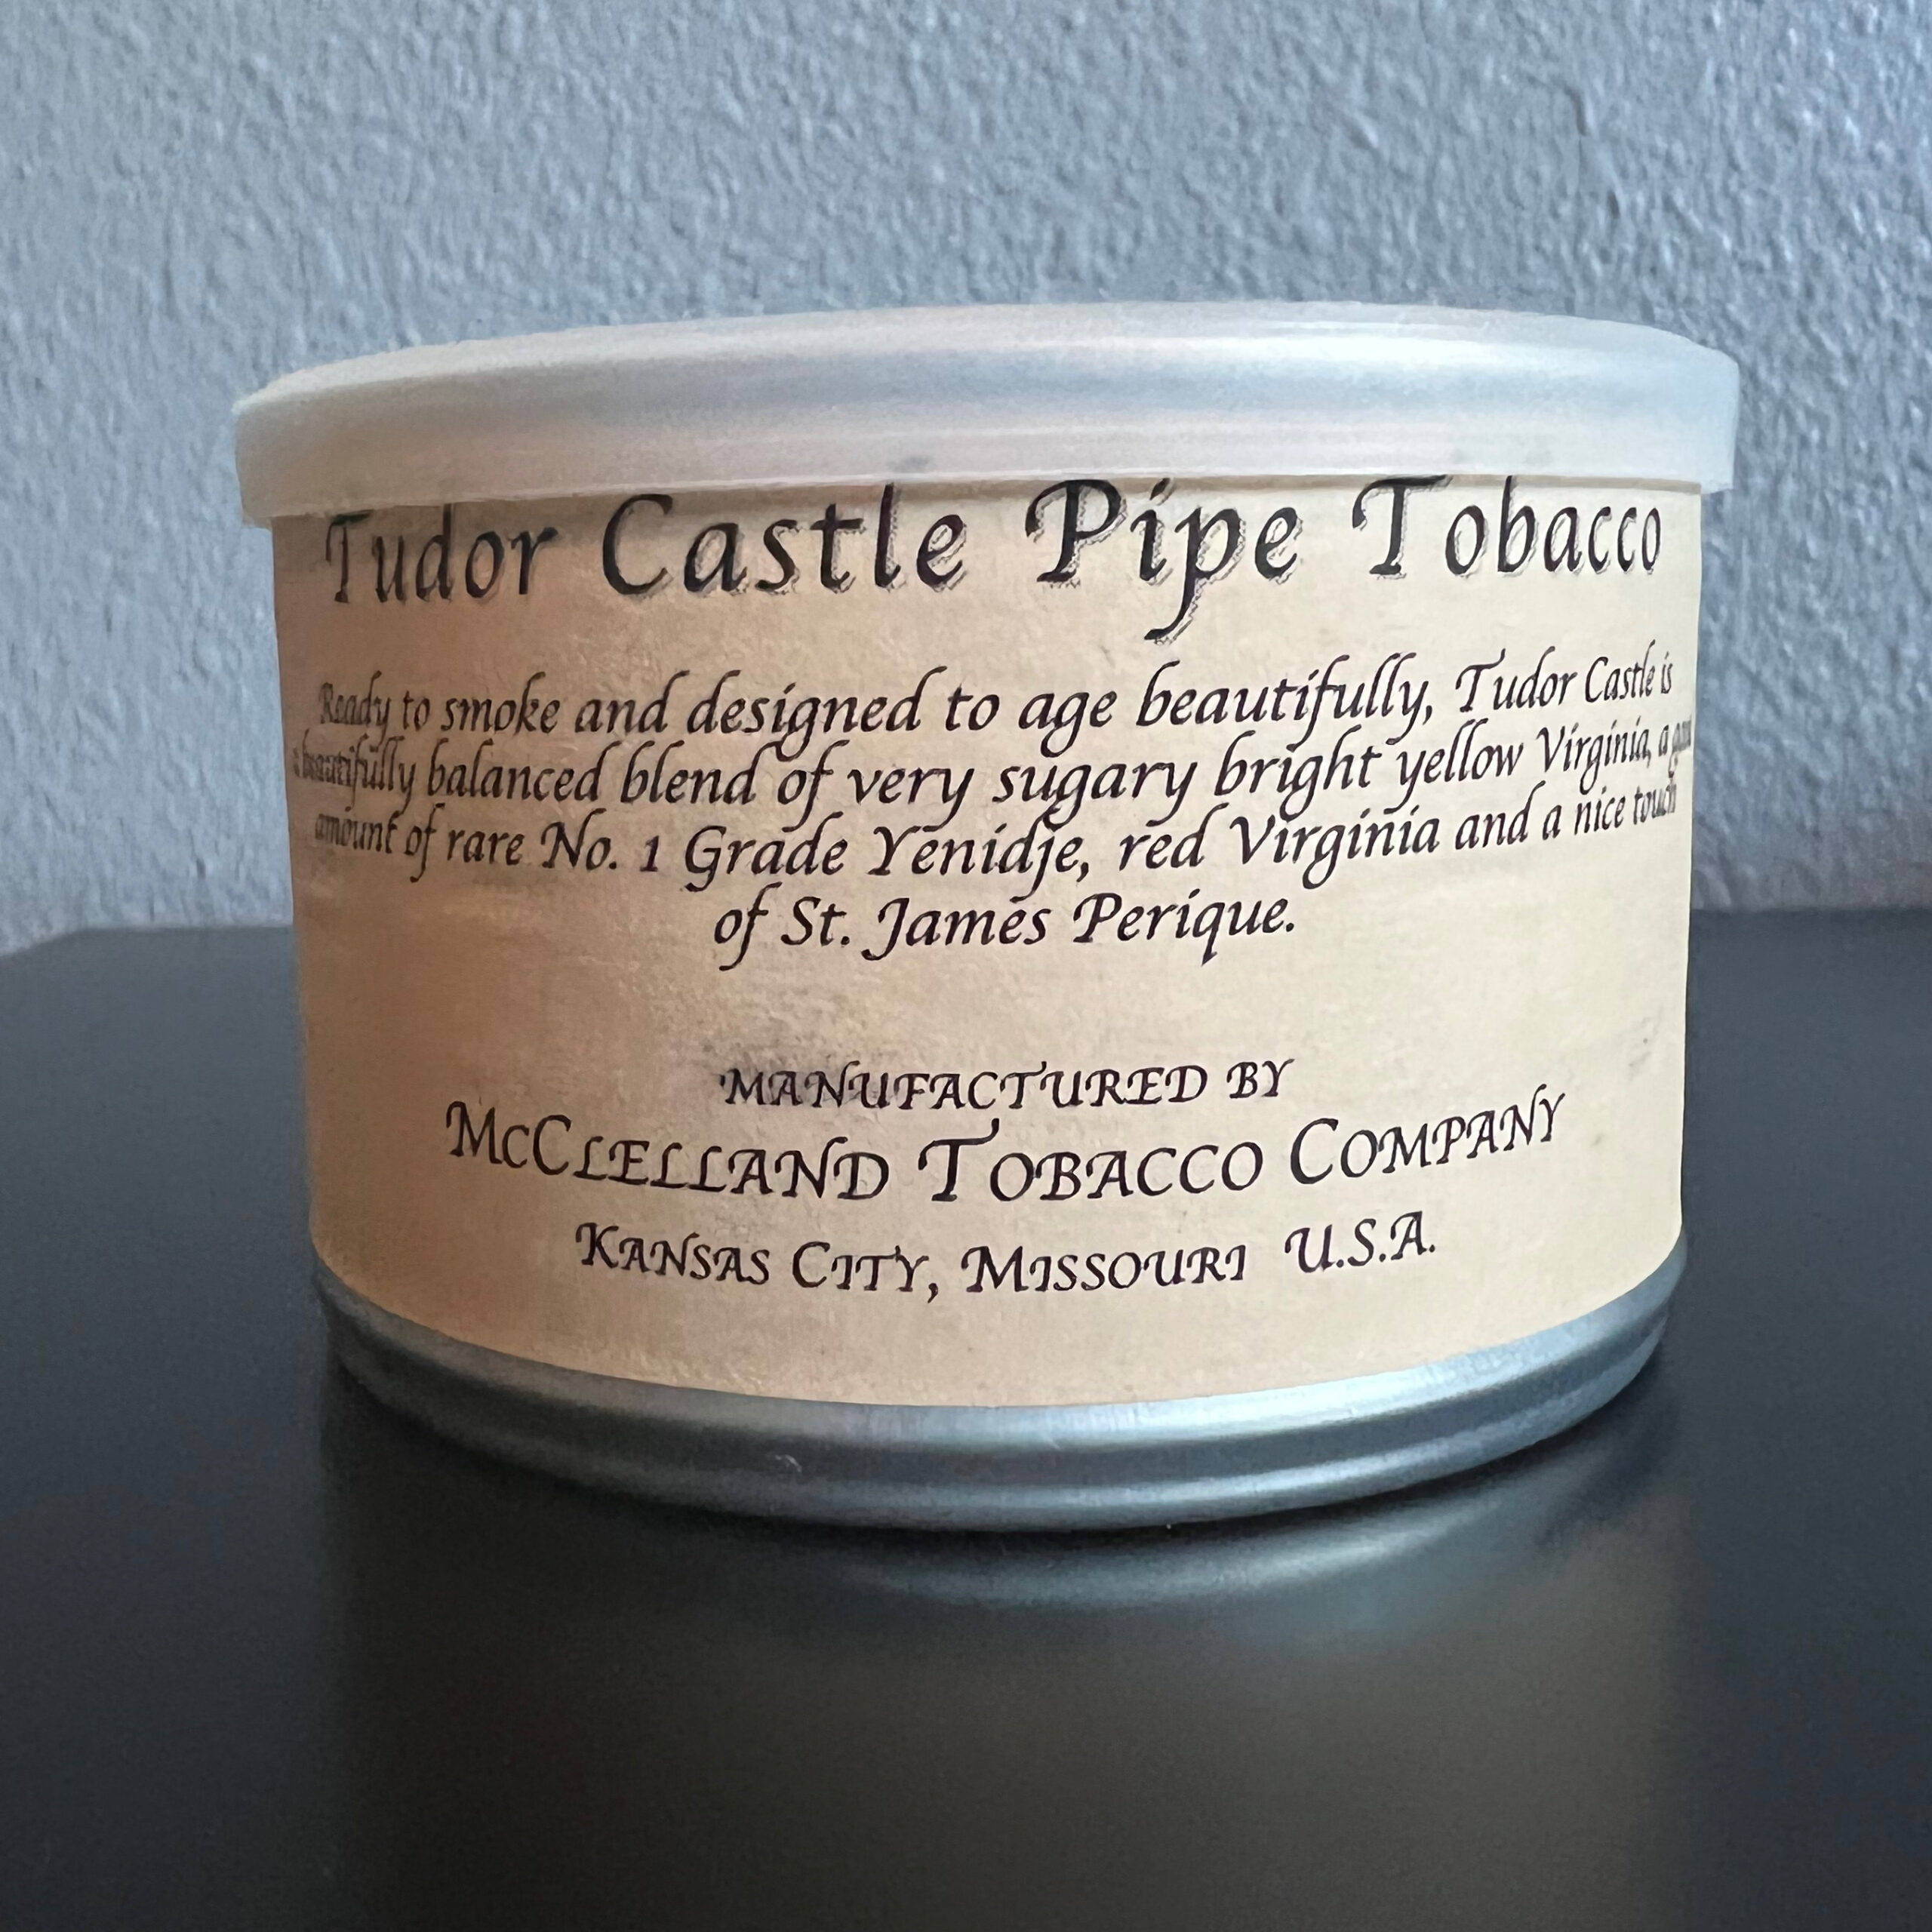 Tudor Castle Pipe Tobacco
Ready to smoke and designed to age beautifully, Tudor Castle is
a beautifully balanced blend of very sugary bright yellow Virginia, a
amount of rare No. 1 Grade Yenidje, red Virginia and a nice touch
of St. James Perique.
MANUFACTURED BY
MCCLELLAND TOBACCO COMPANY
KANSAS CITY, MISSOURI U.S.A.